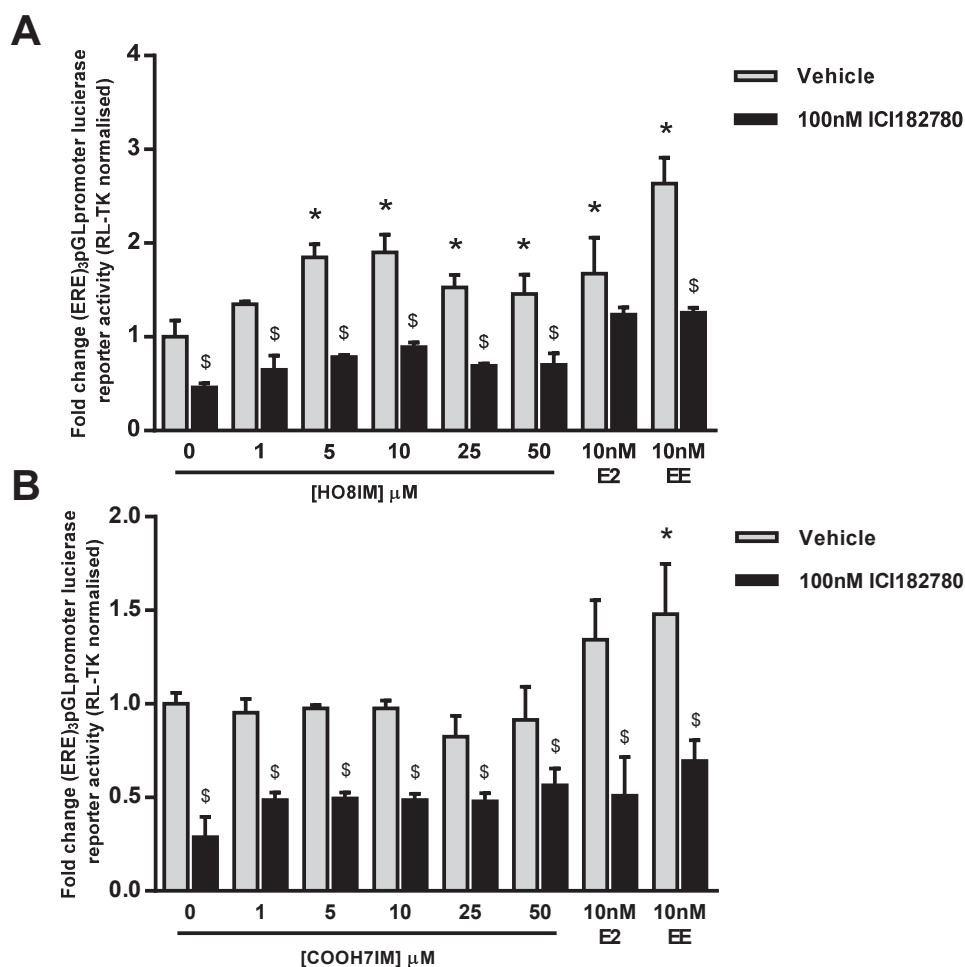 A
Fold change (ERE)₃pGLpromoter lucierase
reporter activity (RL-TK normalised)
4
3
2
1
0
*
*
*
*
*
*
$
$
$
$
$
$
$
Vehicle
100nM ICI182780
0 1 5 10 25 50 10nM 10nM
E2 EE
[HO8IM] µM
B
Fold change (ERE)₃pGLpromoter lucierase
reporter activity (RL-TK normalised)
2.0
1.5
1.0
0.5
0.0
*
$
$
$
$
$
$
$
$
Vehicle
100nM ICI182780
0 1 5 10 25 50 10nM 10nM
E2 EE
[COOH7IM] µM